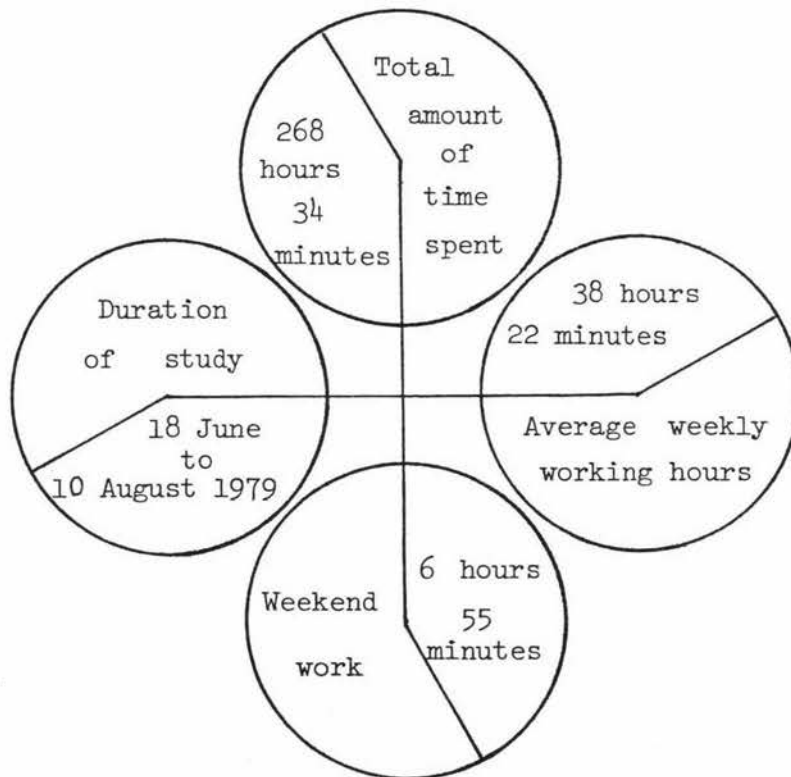 Total
amount
of
time
spent
268
hours
34
minutes
Duration
of study
18 June
to
10 August 1979
38 hours
22 minutes
Average weekly
working hours
Weekend
work
6 hours
55
minutes